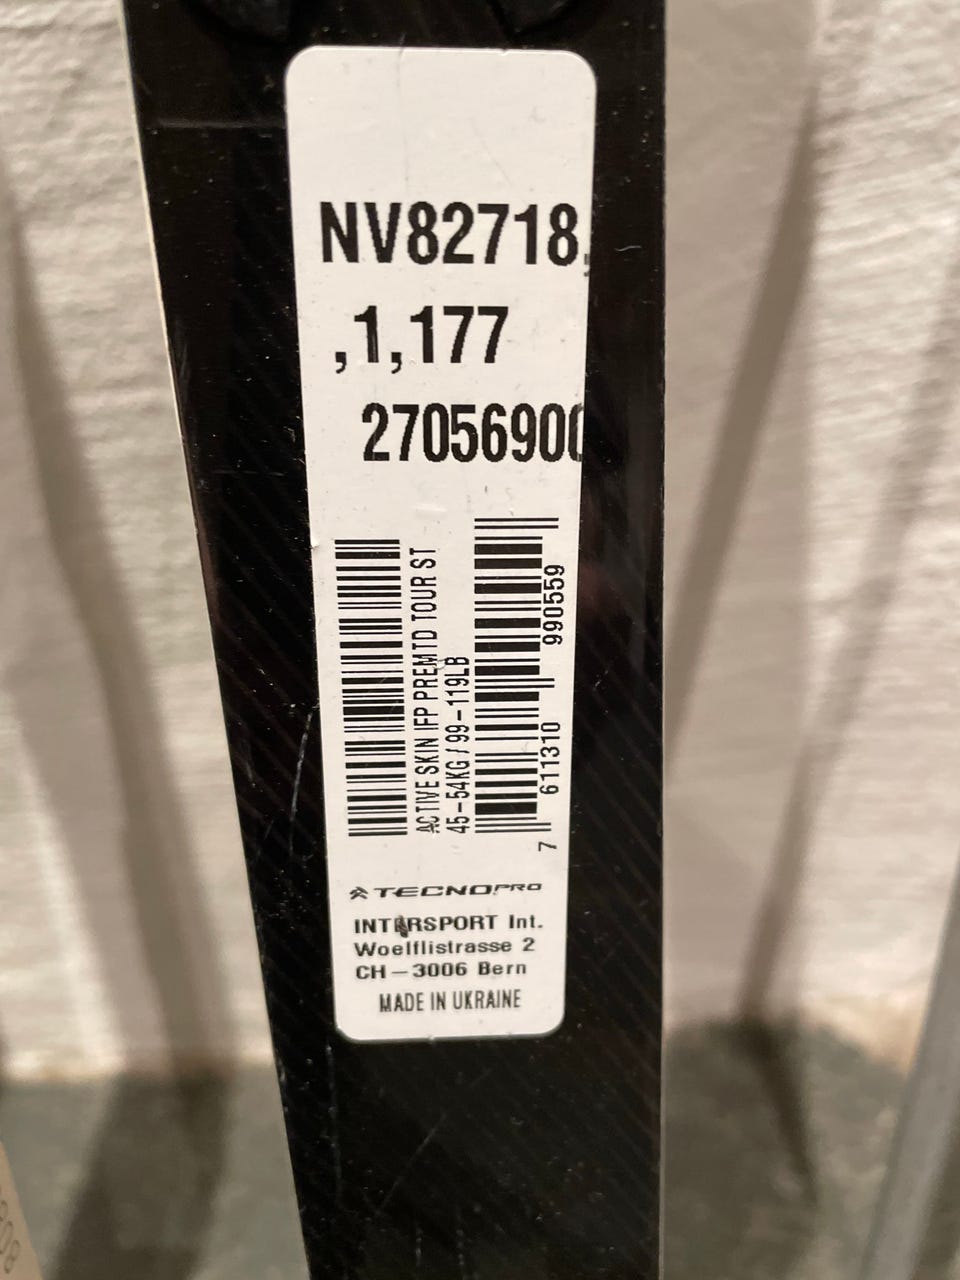 NV82718,
,1,177
27056900
ACTIVE SKIN IFP PREMTD TOUR ST
45-54KG / 99-119LB
7 611310 990559
TECNOPRO
INTERSPORT Int.
Woelflistrasse 2
CH-3006 Bern
MADE IN UKRAINE